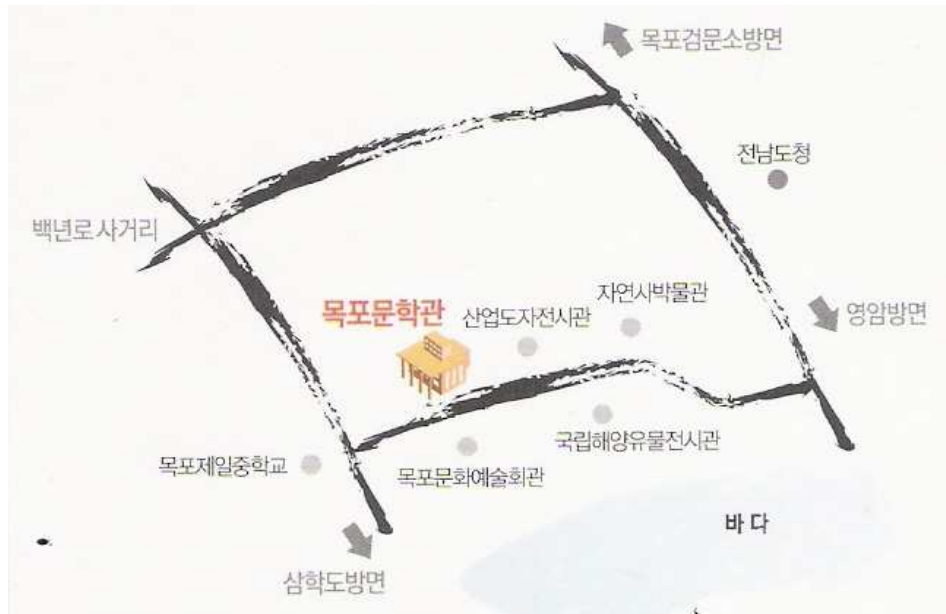 목포검문소방면
전남도청
백년로 사거리
자연사박물관
목포문학관
산업도자전시관
영암방면
국립해양유물전시관
목포제일중학교
목포문화예술회관
바 다
삼학도방면